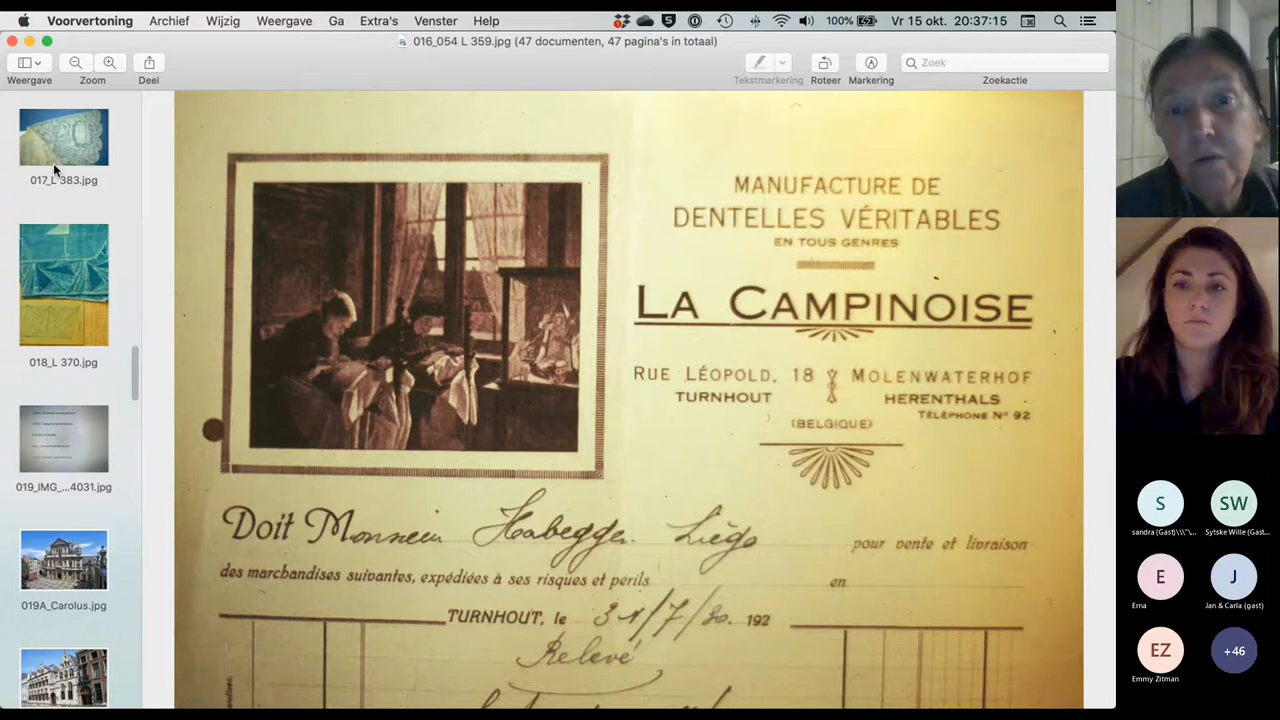 Voorvertoning Archief Wijzig Weergave Ga Extra's Venster Help 100% Vr 15 okt. 20:37:15
016_054 L 359.jpg (47 documenten, 47 pagina's in totaal)
Weergave Zoom Deel Tekstmarkering Roteer Markering Zoek Zoekactie
017_L 383.jpg
018_L 370.jpg
019_IMG_...4031.jpg
019A_Carolus.jpg
MANUFACTURE DE
DENTELLES VÉRITABLES
EN TOUS GENRES
LA CAMPINOISE
RUE LÉOPOLD, 18 MOLENWATERHOF
TURNHOUT HERENTHALS
TÉLÉPHONE No 92
(BELGIQUE)
Doit Monsieur Habegger. Liège pour vente et livraison
des marchandises suivantes, expédiées à ses risques et périls en
TURNHOUT, le 31/7/30. 192
Relevé
S
sandra (Gast)\\\"\...
SW
Sytske Wille (Gast...
E
Erna
J
Jan & Carla (gast)
EZ
Emmy Zitman
+46